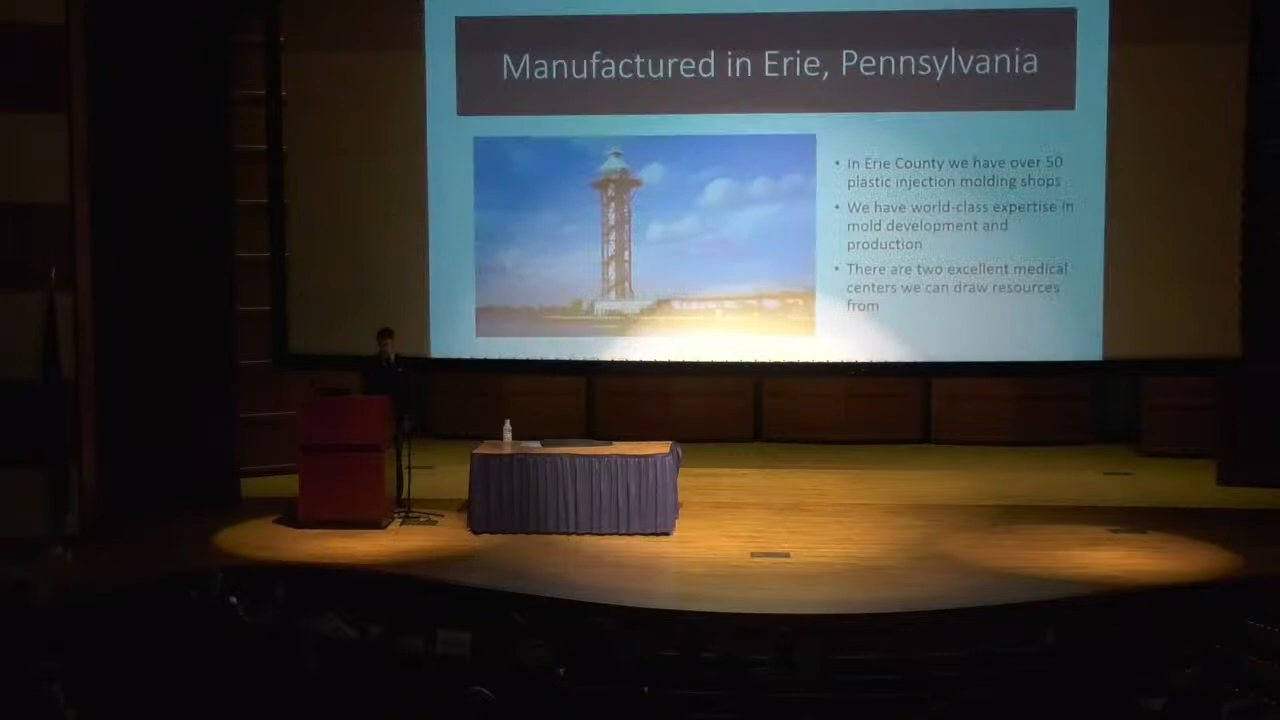 Manufactured in Erie, Pennsylvania
• In Erie County we have over 50
plastic injection molding shops
• We have world-class expertise in
mold development and
production
• There are two excellent medical
centers we can draw resources
from